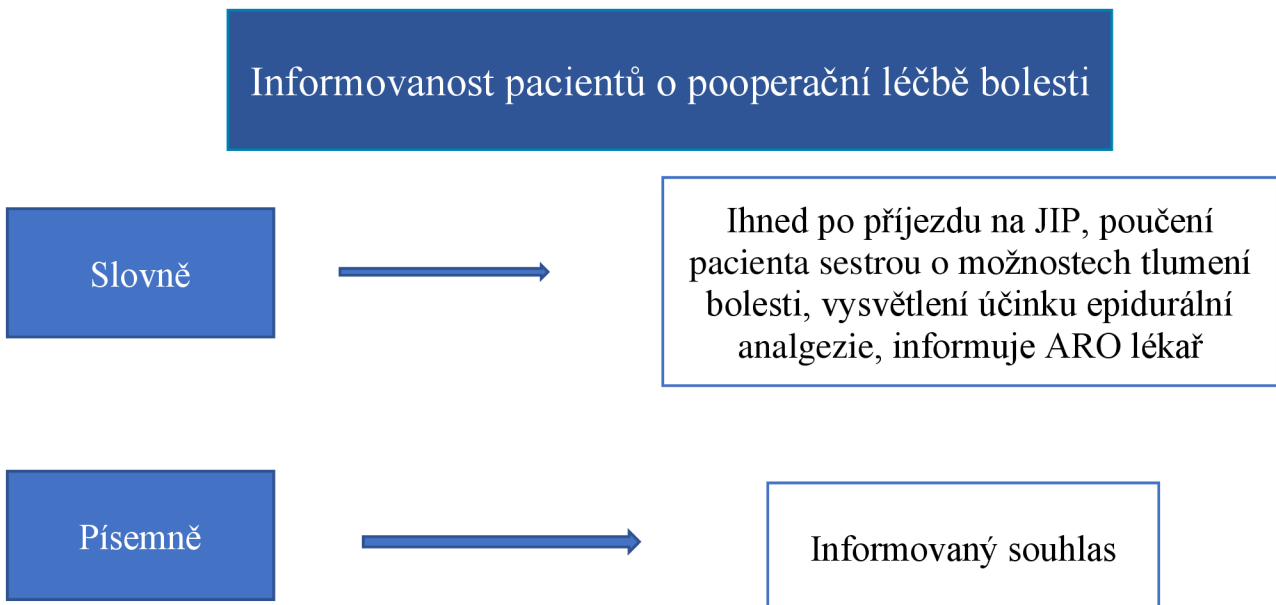 Informovanost pacientů o pooperační léčbě bolesti
Slovně
Ihned po příjezdu na JIP, poučení
pacienta sestrou o možnostech tlumení
bolesti, vysvětlení účinku epidurální
analgezie, informuje ARO lékař
Písemně
Informovaný souhlas